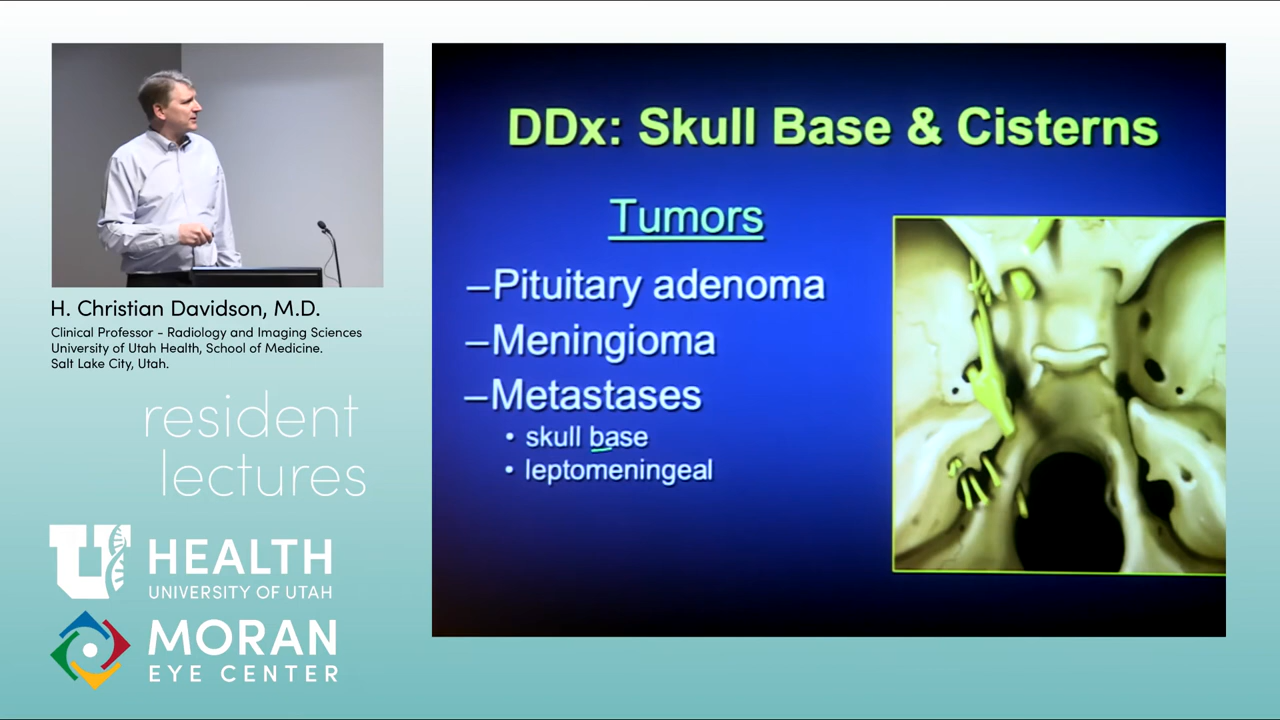 H. Christian Davidson, M.D.
Clinical Professor - Radiology and Imaging Sciences
University of Utah Health, School of Medicine.
Salt Lake City, Utah.
resident
lectures
U HEALTH
UNIVERSITY OF UTAH
MORAN
EYE CENTER
DDx: Skull Base & Cisterns
Tumors
–Pituitary adenoma
–Meningioma
–Metastases
• skull base
• leptomeningeal